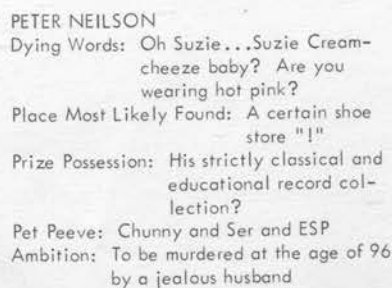 PETER NEILSON
Dying Words: Oh Suzie...Suzie Cream-
cheeze baby? Are you
wearing hot pink?
Place Most Likely Found: A certain shoe
store "!"
Prize Possession: His strictly classical and
educational record col-
lection?
Pet Peeve: Chunny and Ser and ESP
Ambition: To be murdered at the age of 96
by a jealous husband